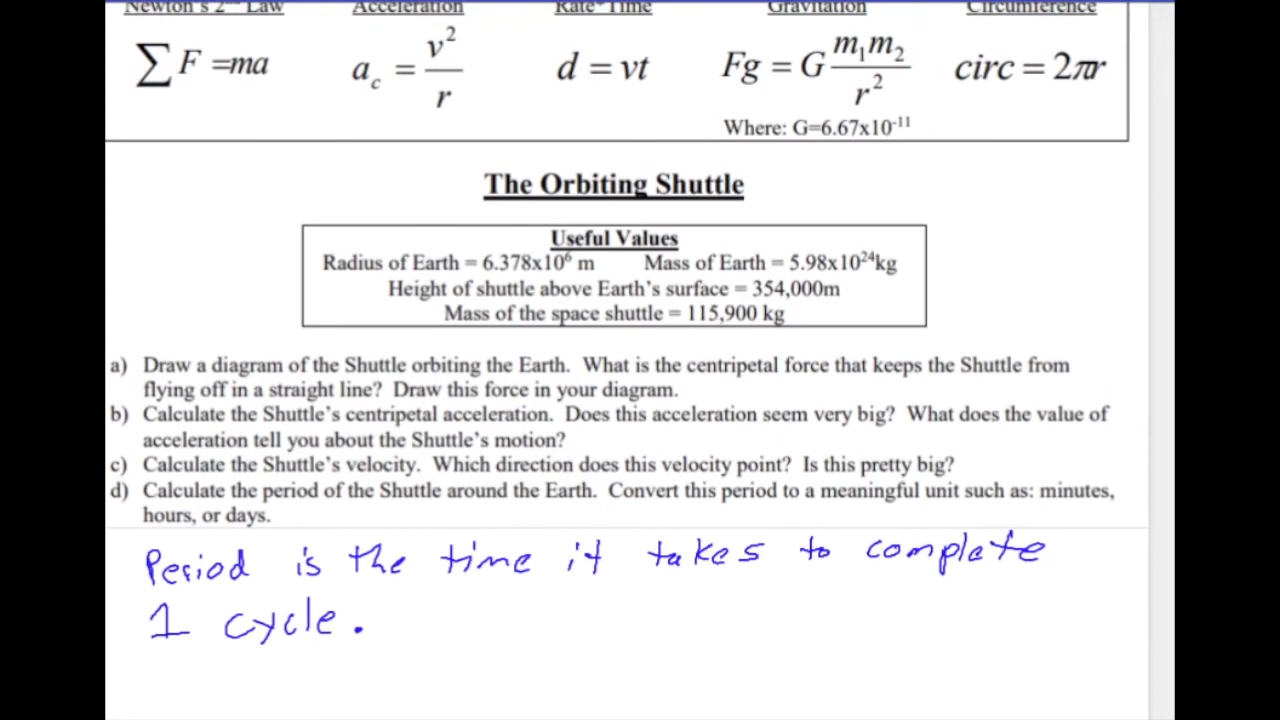 Newton's 2nd Law Acceleration Rate*Time Gravitation Circumference
∑F =ma a_c = v²/r d = vt Fg = G m₁m₂/r² circ = 2πr
Where: G=6.67x10⁻¹¹
The Orbiting Shuttle
Useful Values
Radius of Earth = 6.378x10⁶ m Mass of Earth = 5.98x10²⁴kg
Height of shuttle above Earth's surface = 354,000m
Mass of the space shuttle = 115,900 kg
a) Draw a diagram of the Shuttle orbiting the Earth. What is the centripetal force that keeps the Shuttle from
flying off in a straight line? Draw this force in your diagram.
b) Calculate the Shuttle's centripetal acceleration. Does this acceleration seem very big? What does the value of
acceleration tell you about the Shuttle's motion?
c) Calculate the Shuttle's velocity. Which direction does this velocity point? Is this pretty big?
d) Calculate the period of the Shuttle around the Earth. Convert this period to a meaningful unit such as: minutes,
hours, or days.
Period is the time it takes to complete
1 cycle.